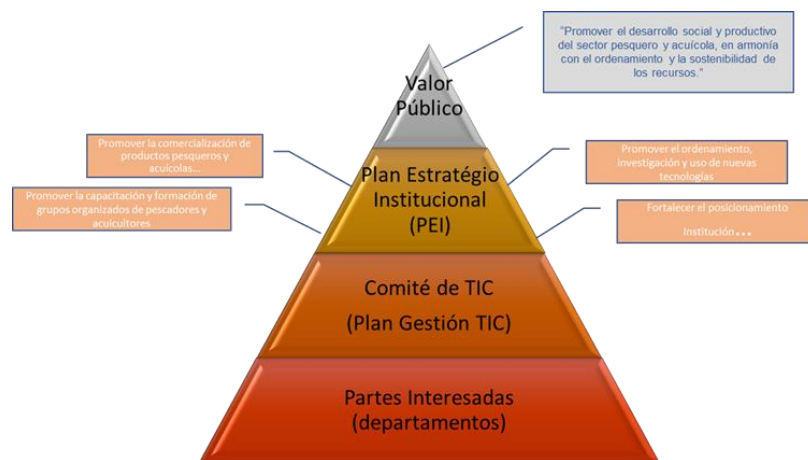 "Promover el desarrollo social y productivo
del sector pesquero y acuícola, en armonía
con el ordenamiento y la sostenibilidad de
los recursos."
Valor
Público
Promover la comercialización de
productos pesqueros y
acuícolas...
Promover el ordenamiento,
investigación y uso de nuevas
tecnologías
Plan Estratégio
Institucional
(PEI)
Promover la capacitación y formación de
grupos organizados de pescadores y
acuicultores
Fortalecer el posicionamiento
Institución...
Comité de TIC
(Plan Gestión TIC)
Partes Interesadas
(departamentos)